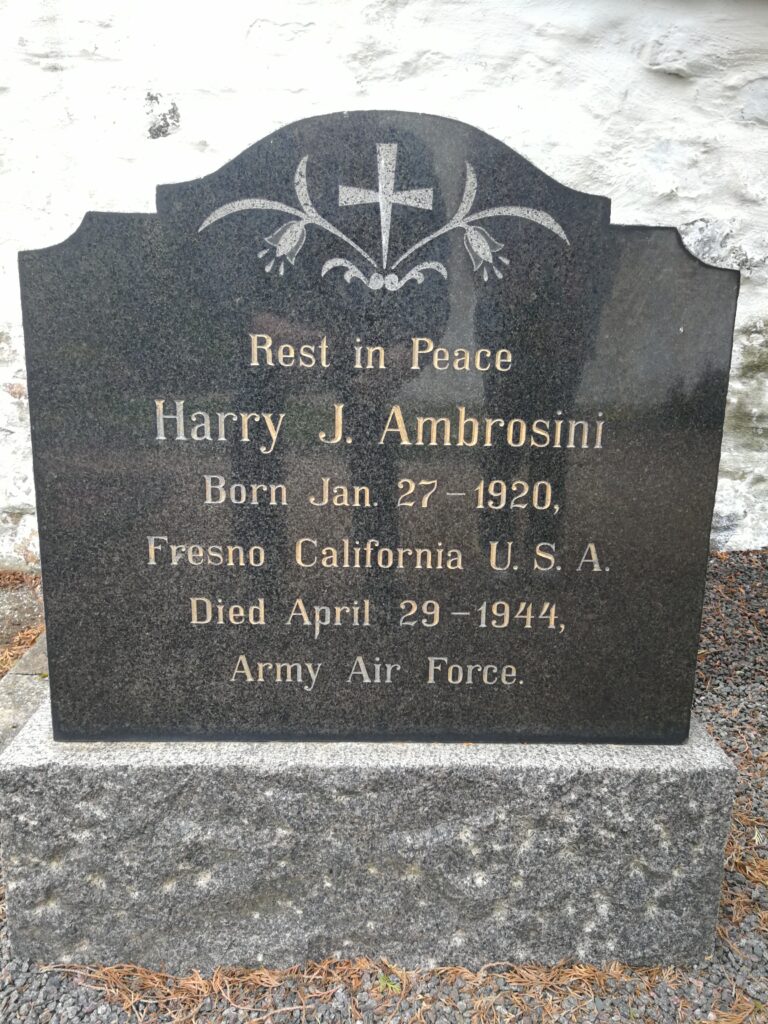 Rest in Peace
Harry J. Ambrosini
Born Jan. 27-1920,
Fresno California U. S. A.
Died April 29-1944,
Army Air Force.